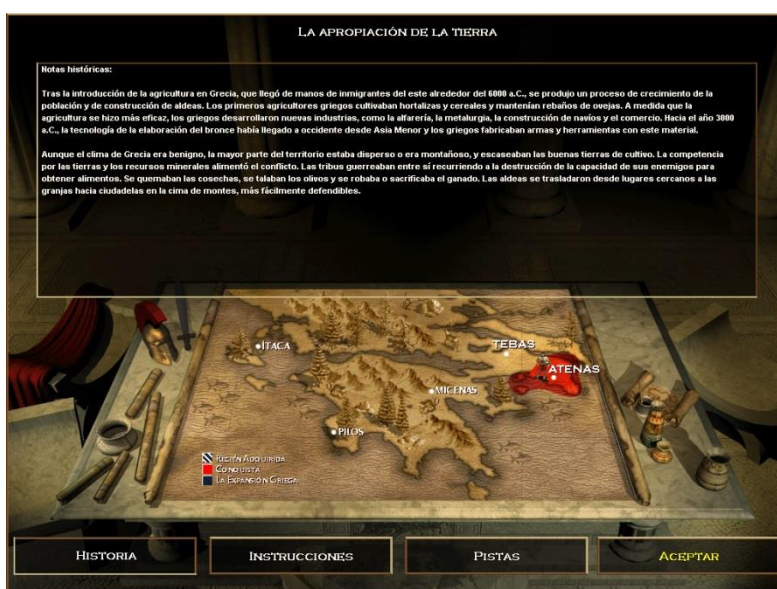 LA APROPIACIÓN DE LA TIERRA
Notas históricas:
Tras la introducción de la agricultura en Grecia, que llegó de manos de inmigrantes del este alrededor del 6000 a.C., se produjo un proceso de crecimiento de la
población y de construcción de aldeas. Los primeros agricultores griegos cultivaban hortalizas y cereales y mantenían rebaños de ovejas. A medida que la
agricultura se hizo más eficaz, los griegos desarrollaron nuevas industrias, como la alfarería, la metalurgia, la construcción de navíos y el comercio. Hacia el año 3000
a.C., la tecnología de la elaboración del bronce había llegado a occidente desde Asia Menor y los griegos fabricaban armas y herramientas con este material.
Aunque el clima de Grecia era benigno, la mayor parte del territorio estaba disperso o era montañoso, y escaseaban las buenas tierras de cultivo. La competencia
por las tierras y los recursos minerales alimentó el conflicto. Las tribus guerreaban entre sí recurriendo a la destrucción de la capacidad de sus enemigos para
obtener alimentos. Se quemaban las cosechas, se talaban los olivos y se robaba o sacrificaba el ganado. Las aldeas se trasladaron desde lugares cercanos a las
granjas hacia ciudadelas en la cima de montes, más fácilmente defendibles.
ITACA
TEBAS
ATENAS
MICENAS
PILOS
RECIÉN ADQUIRIDA
CONQUISTA
LA EXPANSIÓN GRIEGA
HISTORIA
INSTRUCCIONES
PISTAS
ACEPTAR